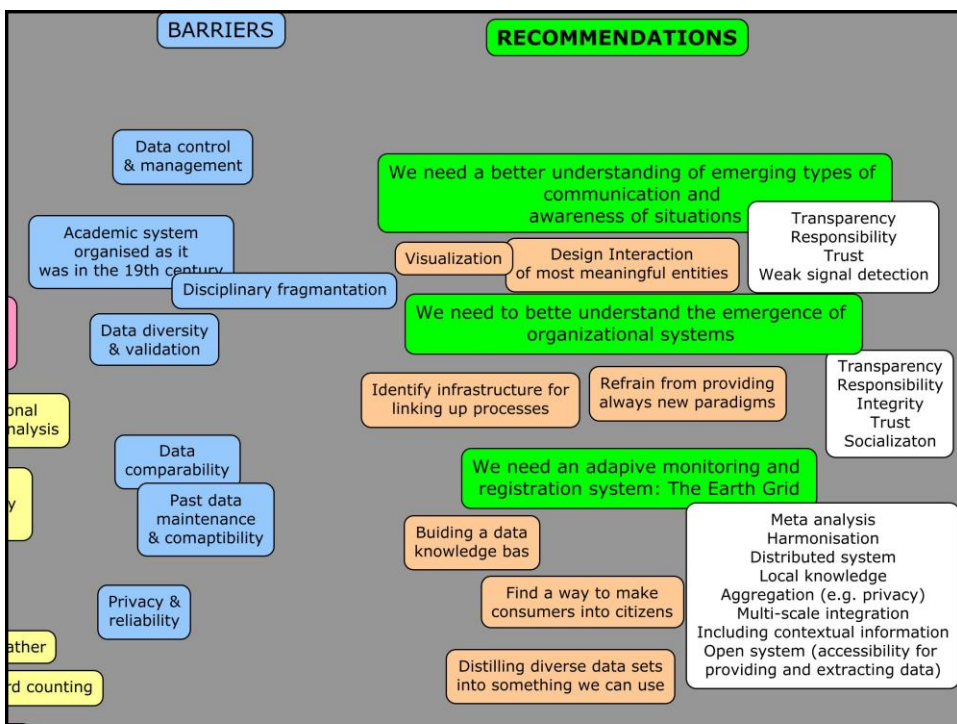 BARRIERS
RECOMMENDATIONS
Data control
& management
Academic system
organised as it
was in the 19th century
Disciplinary fragmantation
Data diversity
& validation
Data
comparability
Past data
maintenance
& comaptibility
Privacy &
reliability
onal
nalysis
y
ather
rd counting
We need a better understanding of emerging types of
communication and
awareness of situations
Transparency
Responsibility
Trust
Weak signal detection
Visualization
Design Interaction
of most meaningful entities
We need to bette understand the emergence of
organizational systems
Transparency
Responsibility
Integrity
Trust
Socializaton
Identify infrastructure for
linking up processes
Refrain from providing
always new paradigms
We need an adapive monitoring and
registration system: The Earth Grid
Buiding a data
knowledge bas
Find a way to make
consumers into citizens
Distilling diverse data sets
into something we can use
Meta analysis
Harmonisation
Distributed system
Local knowledge
Aggregation (e.g. privacy)
Multi-scale integration
Including contextual information
Open system (accessibility for
providing and extracting data)